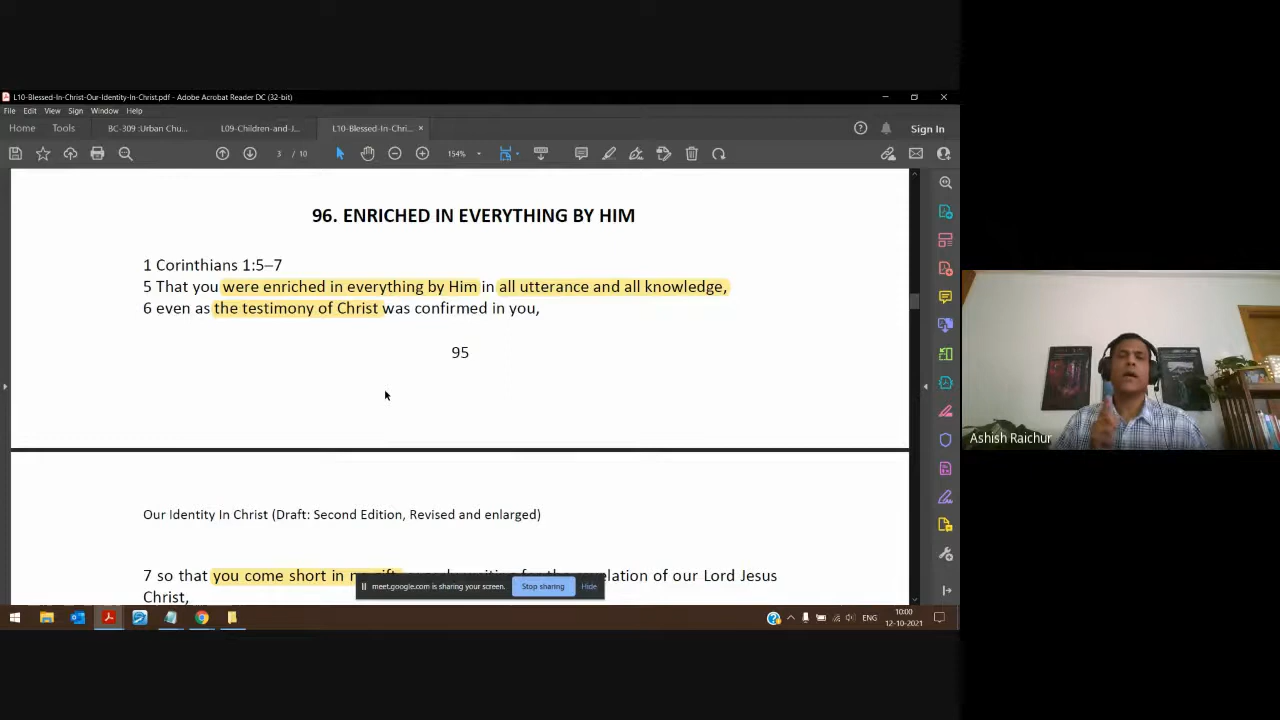 L10-Blessed-In-Christ-Our-Identity-In-Christ.pdf - Adobe Acrobat Reader DC (32-bit)
File Edit View Sign Window Help
Home Tools BC-309 :Urban Chu... L09-Children-and-J... L10-Blessed-In-Chri... × Sign In
3 / 10 154%
96. ENRICHED IN EVERYTHING BY HIM
1 Corinthians 1:5–7
5 That you were enriched in everything by Him in all utterance and all knowledge,
6 even as the testimony of Christ was confirmed in you,
95
Our Identity In Christ (Draft: Second Edition, Revised and enlarged)
7 so that you come short in of our Lord Jesus
Christ,
meet.google.com is sharing your screen. Stop sharing Hide
Ashish Raichur
ENG 10:00
12-10-2021